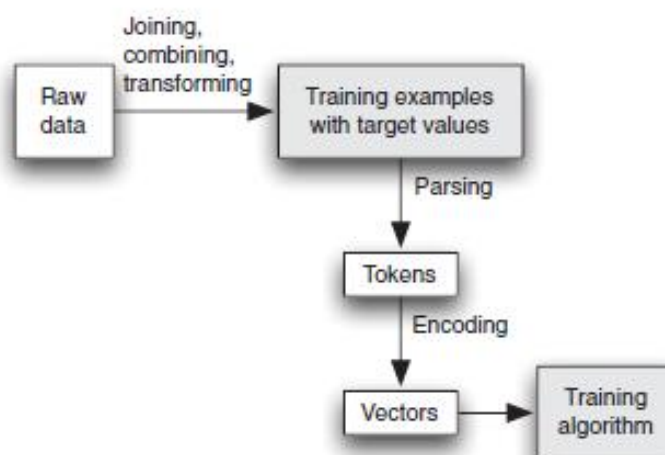 Joining,
combining,
transforming
Raw
data
Training examples
with target values
Parsing
Tokens
Encoding
Vectors
Training
algorithm